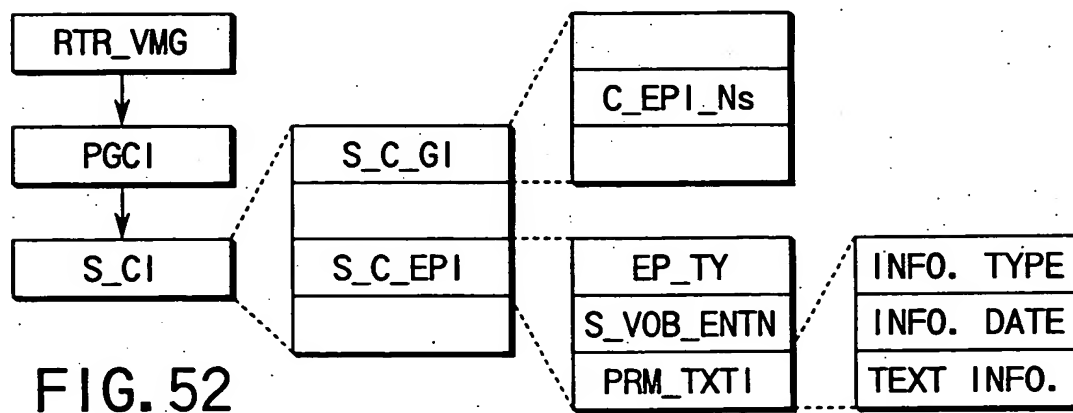 RTR_VMG
PGCI
S_CI
S_C_GI
S_C_EPI
C_EPI_Ns
EP_TY
S_VOB_ENTN
PRM_TXTI
INFO. TYPE
INFO. DATE
TEXT INFO.
FIG. 52